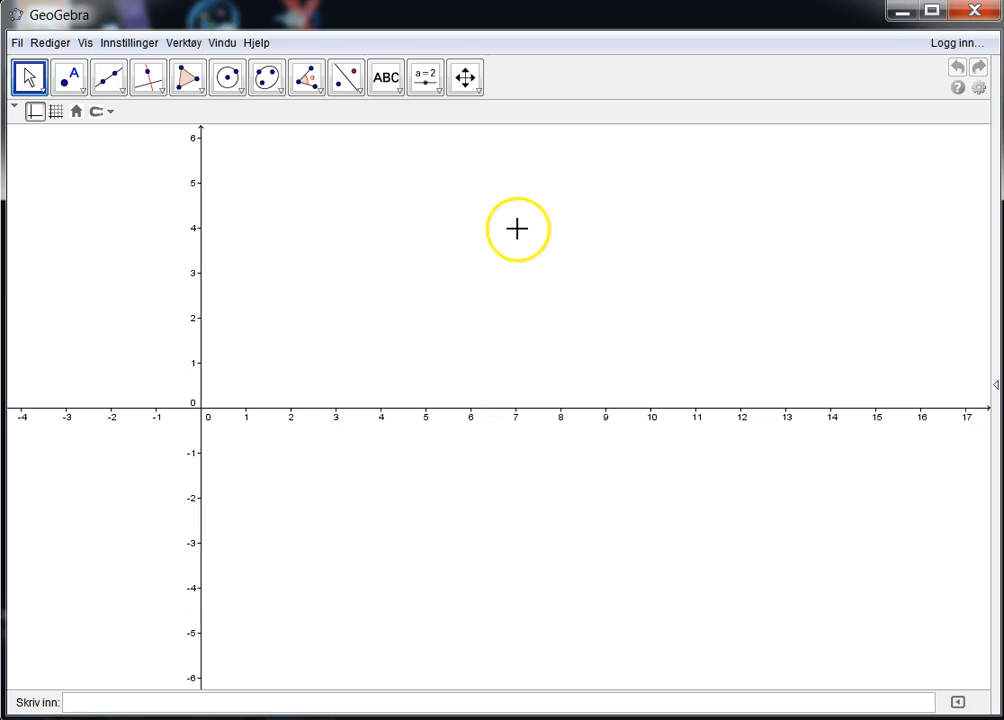 GeoGebra
Fil Rediger Vis Innstillinger Verktøy Vindu Hjelp Logg inn...
A α ABC a=2
6
5
4
3
2
1
0
-4 -3 -2 -1 0 1 2 3 4 5 6 7 8 9 10 11 12 13 14 15 16 17
-1
-2
-3
-4
-5
-6
Skriv inn: